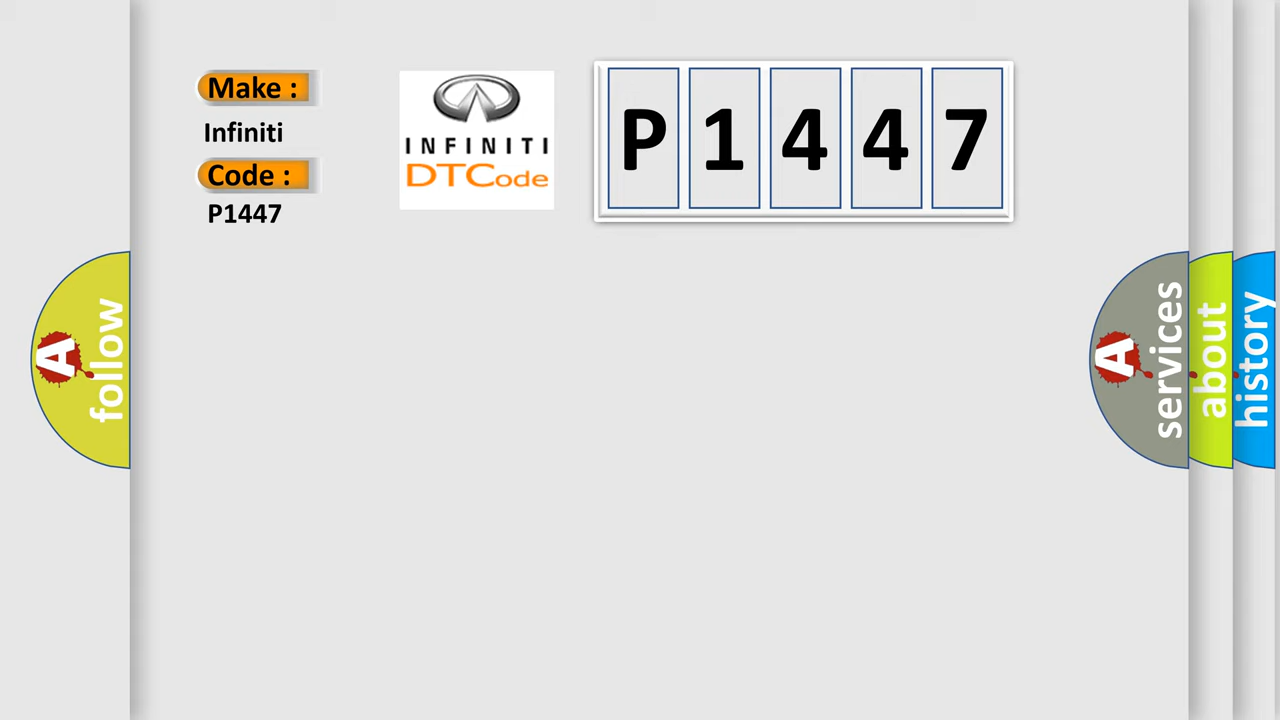 Make :
Infiniti
Code :
P1447
INFINITI
DTCode
P 1 4 4 7
A follow
A services
about
history